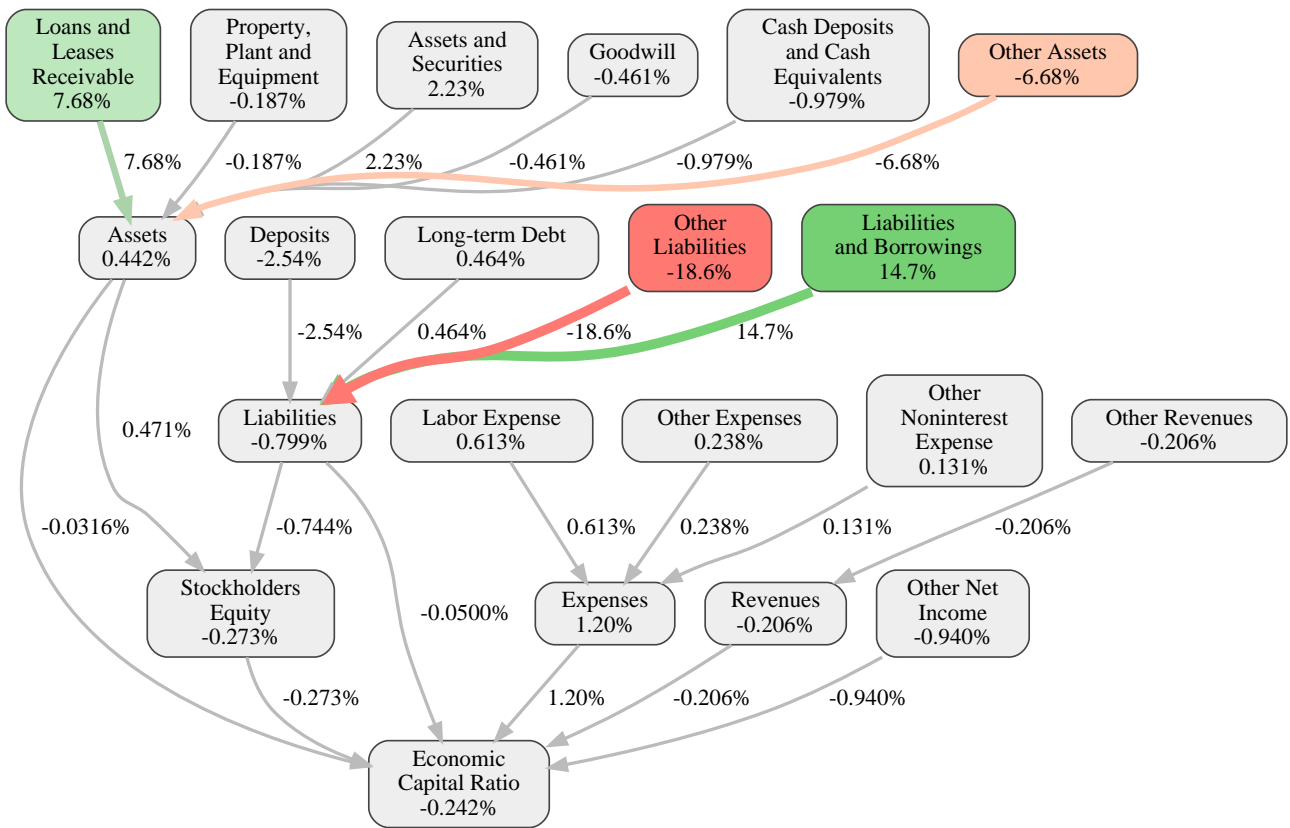 Loans and
Leases
Receivable
7.68%
Property,
Plant and
Equipment
-0.187%
Assets and
Securities
2.23%
Goodwill
-0.461%
Cash Deposits
and Cash
Equivalents
-0.979%
Other Assets
-6.68%
7.68%
-0.187%
2.23%
-0.461%
-0.979%
-6.68%
Assets
0.442%
Deposits
-2.54%
Long-term Debt
0.464%
Other
Liabilities
-18.6%
Liabilities
and Borrowings
14.7%
-2.54%
0.464%
-18.6%
14.7%
0.471%
Liabilities
-0.799%
Labor Expense
0.613%
Other Expenses
0.238%
Other
Noninterest
Expense
0.131%
Other Revenues
-0.206%
-0.0316%
-0.744%
0.613%
0.238%
0.131%
-0.206%
Stockholders
Equity
-0.273%
-0.0500%
Expenses
1.20%
Revenues
-0.206%
Other Net
Income
-0.940%
-0.273%
1.20%
-0.206%
-0.940%
Economic
Capital Ratio
-0.242%